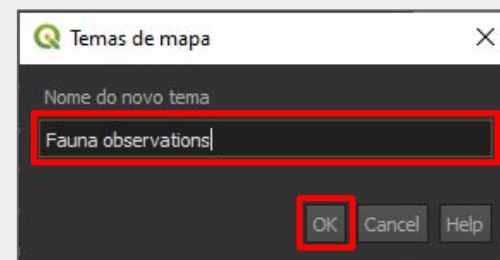 Temas de mapa
Nome do novo tema
Fauna observations
OK Cancel Help